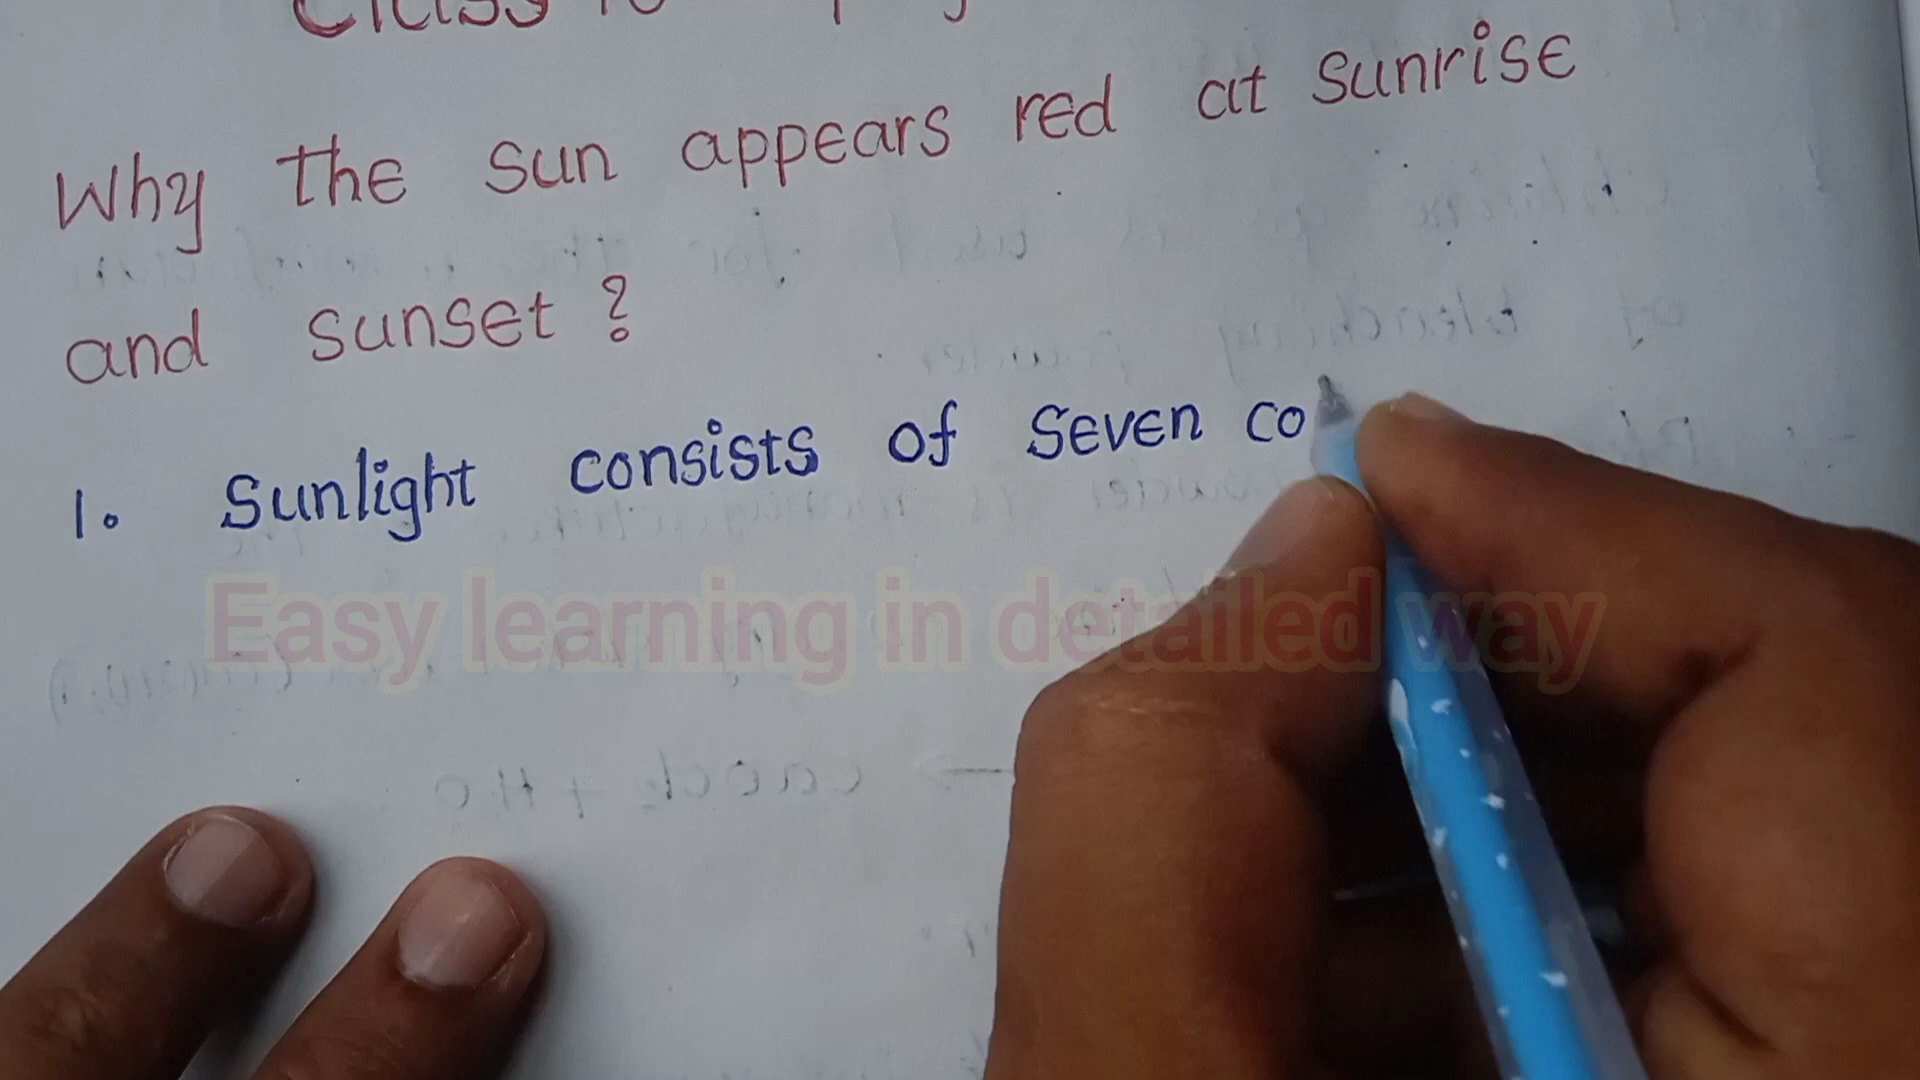 Why the sun appears red at sunrise
and sunset?
1. Sunlight consists of seven co
Easy learning in detailed way